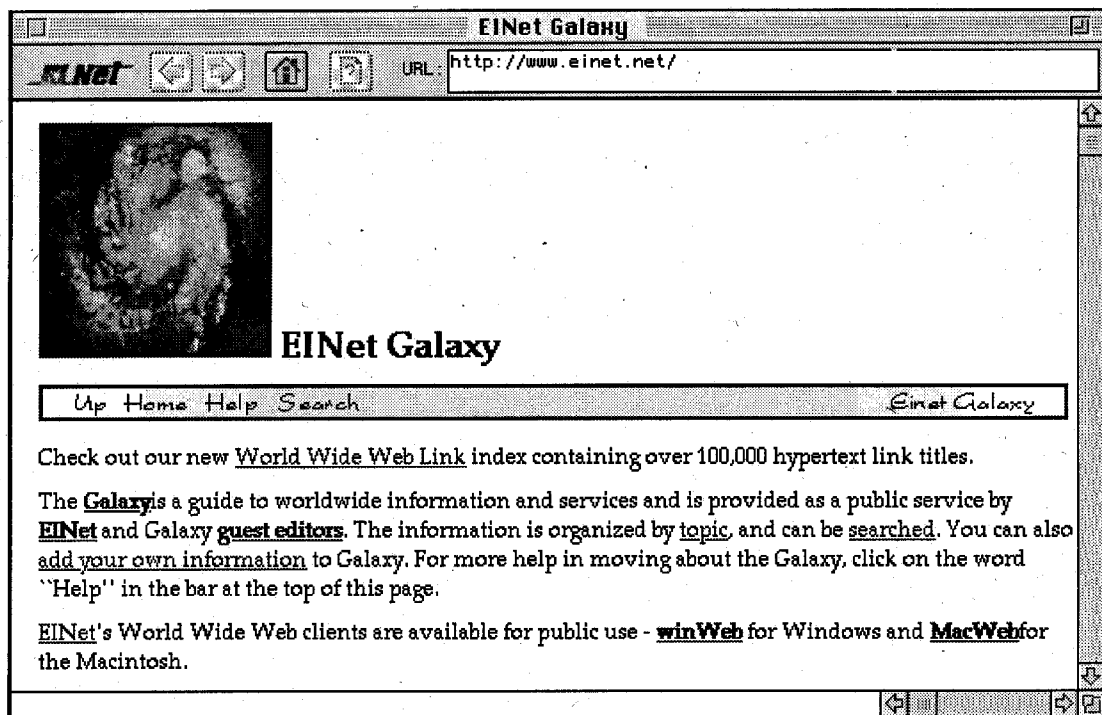 EINet Galaxy
EINet URL: http://www.einet.net/
EINet Galaxy
Up Home Help Search Einet Galaxy
Check out our new World Wide Web Link index containing over 100,000 hypertext link titles.
The Galaxyis a guide to worldwide information and services and is provided as a public service by
EINet and Galaxy guest editors. The information is organized by topic, and can be searched. You can also
add your own information to Galaxy. For more help in moving about the Galaxy, click on the word
``Help'' in the bar at the top of this page.
EINet's World Wide Web clients are available for public use - winWeb for Windows and MacWebfor
the Macintosh.